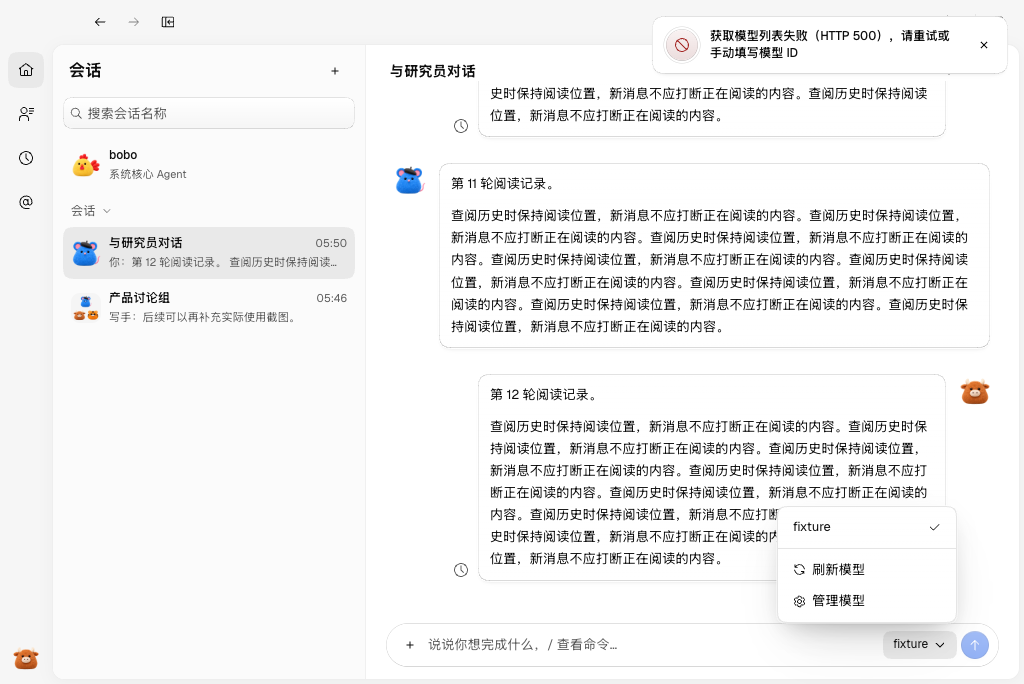 获取模型列表失败（HTTP 500），请重试或
手动填写模型 ID
会话
搜索会话名称
bobo
系统核心 Agent
会话
与研究员对话
05:50
你：第 12 轮阅读记录。 查阅历史时保持阅读...
产品讨论组
05:46
写手：后续可以再补充实际使用截图。
与研究员对话
史时保持阅读位置，新消息不应打断正在阅读的内容。查阅历史时保持阅读
位置，新消息不应打断正在阅读的内容。
第 11 轮阅读记录。
查阅历史时保持阅读位置，新消息不应打断正在阅读的内容。查阅历史时保持阅读位置，
新消息不应打断正在阅读的内容。查阅历史时保持阅读位置，新消息不应打断正在阅读的
内容。查阅历史时保持阅读位置，新消息不应打断正在阅读的内容。查阅历史时保持阅读
位置，新消息不应打断正在阅读的内容。查阅历史时保持阅读位置，新消息不应打断正在
阅读的内容。查阅历史时保持阅读位置，新消息不应打断正在阅读的内容。查阅历史时保
持阅读位置，新消息不应打断正在阅读的内容。
第 12 轮阅读记录。
查阅历史时保持阅读位置，新消息不应打断正在阅读的内容。查阅历史时保
持阅读位置，新消息不应打断正在阅读的内容。查阅历史时保持阅读位置，
新消息不应打断正在阅读的内容。查阅历史时保持阅读位置，新消息不应打
断正在阅读的内容。查阅历史时保持阅读位置，新消息不应打断正在阅读的
内容。查阅历史时保持阅读位置，新消息不应打断
史时保持阅读位置，新消息不应打断正在阅读的
位置，新消息不应打断正在阅读的内容。
fixture
刷新模型
管理模型
说说你想完成什么，/ 查看命令...
fixture